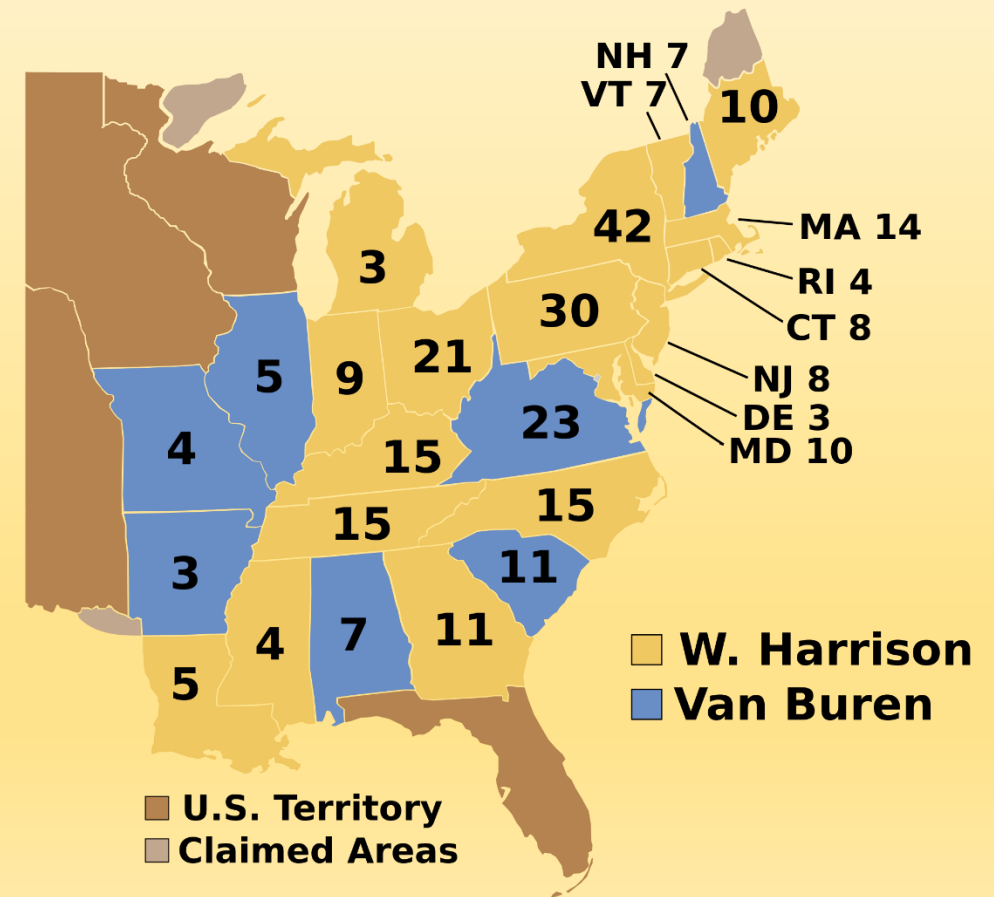 NH 7
VT 7
10
42
MA 14
3
RI 4
30
CT 8
21
5
9
NJ 8
DE 3
23
4
15
MD 10
15
15
3
11
4
7
11
5
W. Harrison
Van Buren
U.S. Territory
Claimed Areas